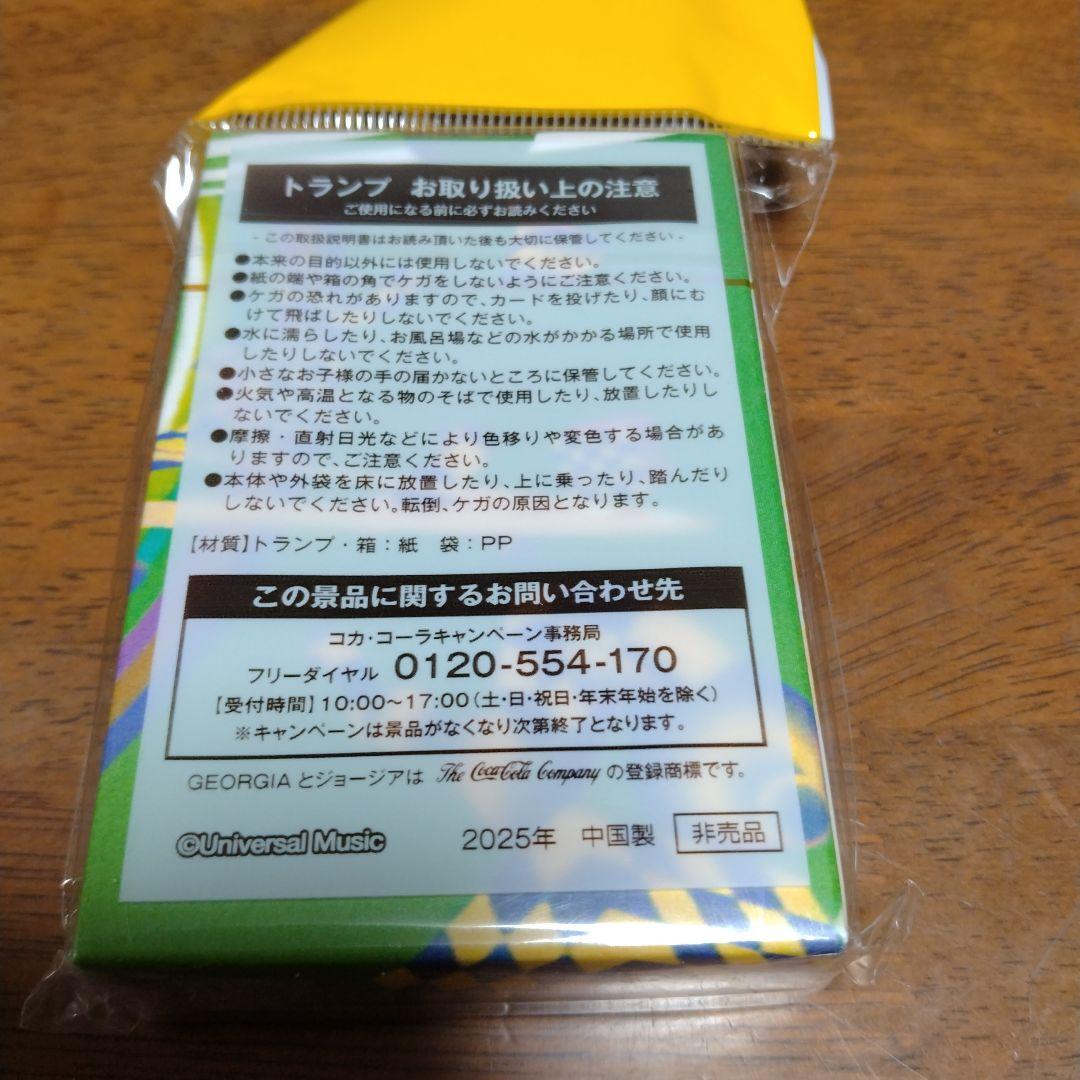 トランプ お取り扱い上の注意
ご使用になる前に必ずお読みください
- この取扱説明書はお読み頂いた後も大切に保管してください -
●本来の目的以外には使用しないでください。
●紙の端や箱の角でケガをしないようにご注意ください。
●ケガの恐れがありますので、カードを投げたり、顔にむ
けて飛ばしたりしないでください。
●水に濡らしたり、お風呂場などの水がかかる場所で使用
したりしないでください。
●小さなお子様の手の届かないところに保管してください。
●火気や高温となる物のそばで使用したり、放置したりし
ないでください。
●摩擦・直射日光などにより色移りや変色する場合があ
りますので、ご注意ください。
●本体や外袋を床に放置したり、上に乗ったり、踏んだり
しないでください。転倒、ケガの原因となります。
【材質】トランプ・箱:紙 袋:PP
この景品に関するお問い合わせ先
コカ・コーラキャンペーン事務局
フリーダイヤル 0120-554-170
【受付時間】10:00~17:00(土・日・祝日・年末年始を除く)
※キャンペーンは景品がなくなり次第終了となります。
GEORGIA とジョージアは The Coca-Cola Company の登録商標です。
©Universal Music 2025年 中国製 非売品